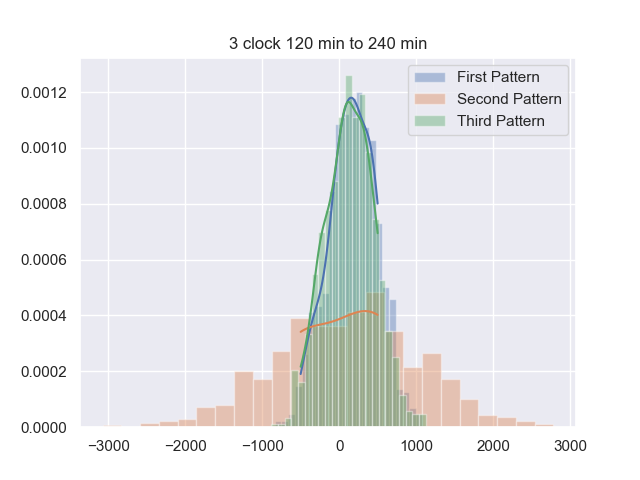 3 clock 120 min to 240 min
First Pattern
Second Pattern
Third Pattern
0.0012
0.0010
0.0008
0.0006
0.0004
0.0002
0.0000
−3000 −2000 −1000 0 1000 2000 3000